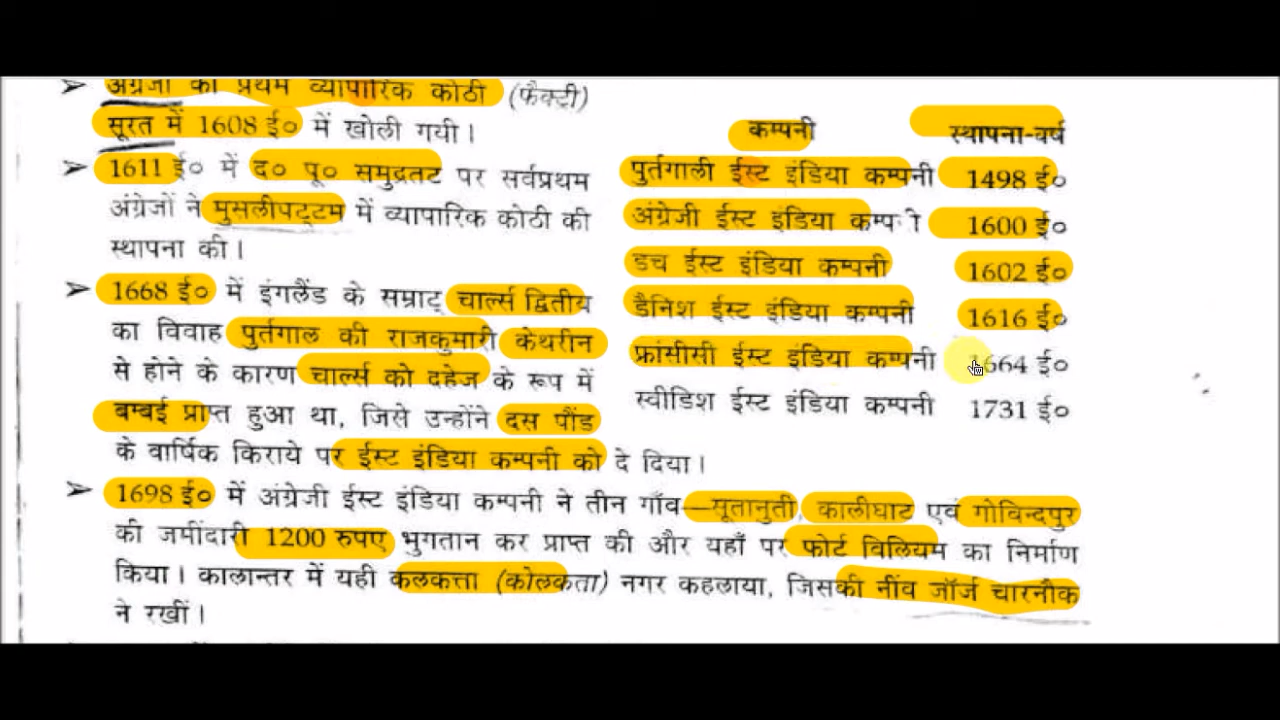 ➢ अंग्रेजों की प्रथम व्यापारिक कोठी (फैक्ट्री)
सूरत में 1608 ई० में खोली गयी।
➢ 1611 ई० में द० पू० समुद्रतट पर सर्वप्रथम
अंग्रेजों ने मुसलीपट्टम में व्यापारिक कोठी की
स्थापना की।
➢ 1668 ई० में इंगलैंड के सम्राट् चार्ल्स द्वितीय
का विवाह पुर्तगाल की राजकुमारी केथरीन
से होने के कारण चार्ल्स को दहेज के रूप में
बम्बई प्राप्त हुआ था, जिसे उन्होंने दस पौंड
के वार्षिक किराये पर ईस्ट इंडिया कम्पनी को दे दिया।
कम्पनी स्थापना-वर्ष
पुर्तगाली ईस्ट इंडिया कम्पनी 1498 ई०
अंग्रेजी ईस्ट इंडिया कम्पनी 1600 ई०
डच ईस्ट इंडिया कम्पनी 1602 ई०
डैनिश ईस्ट इंडिया कम्पनी 1616 ई०
फ्रांसीसी ईस्ट इंडिया कम्पनी 1664 ई०
स्वीडिश ईस्ट इंडिया कम्पनी 1731 ई०
➢ 1698 ई० में अंग्रेजी ईस्ट इंडिया कम्पनी ने तीन गाँव—सूतानुती, कालीघाट एवं गोविन्दपुर
की जमींदारी 1200 रुपए भुगतान कर प्राप्त की और यहाँ पर फोर्ट विलियम का निर्माण
किया। कालान्तर में यही कलकत्ता (कोलकता) नगर कहलाया, जिसकी नींव जॉर्ज चारनौक
ने रखीं।